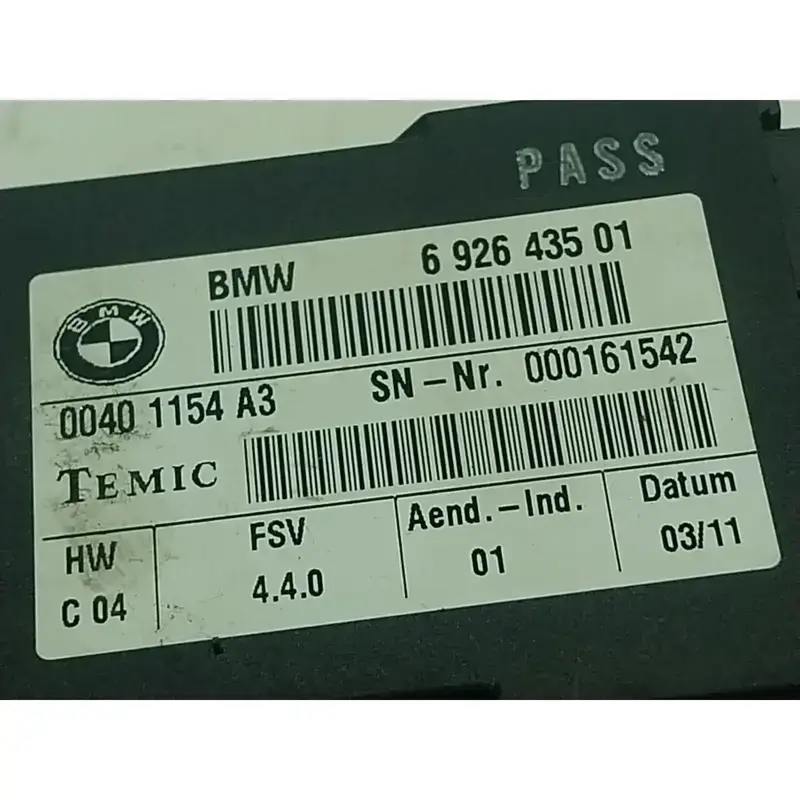 PASS
BMW 6 926 435 01
BMW
0040 1154 A3 SN-Nr. 000161542
TEMIC
HW FSV Aend.-Ind. Datum
C 04 4.4.0 01 03/11